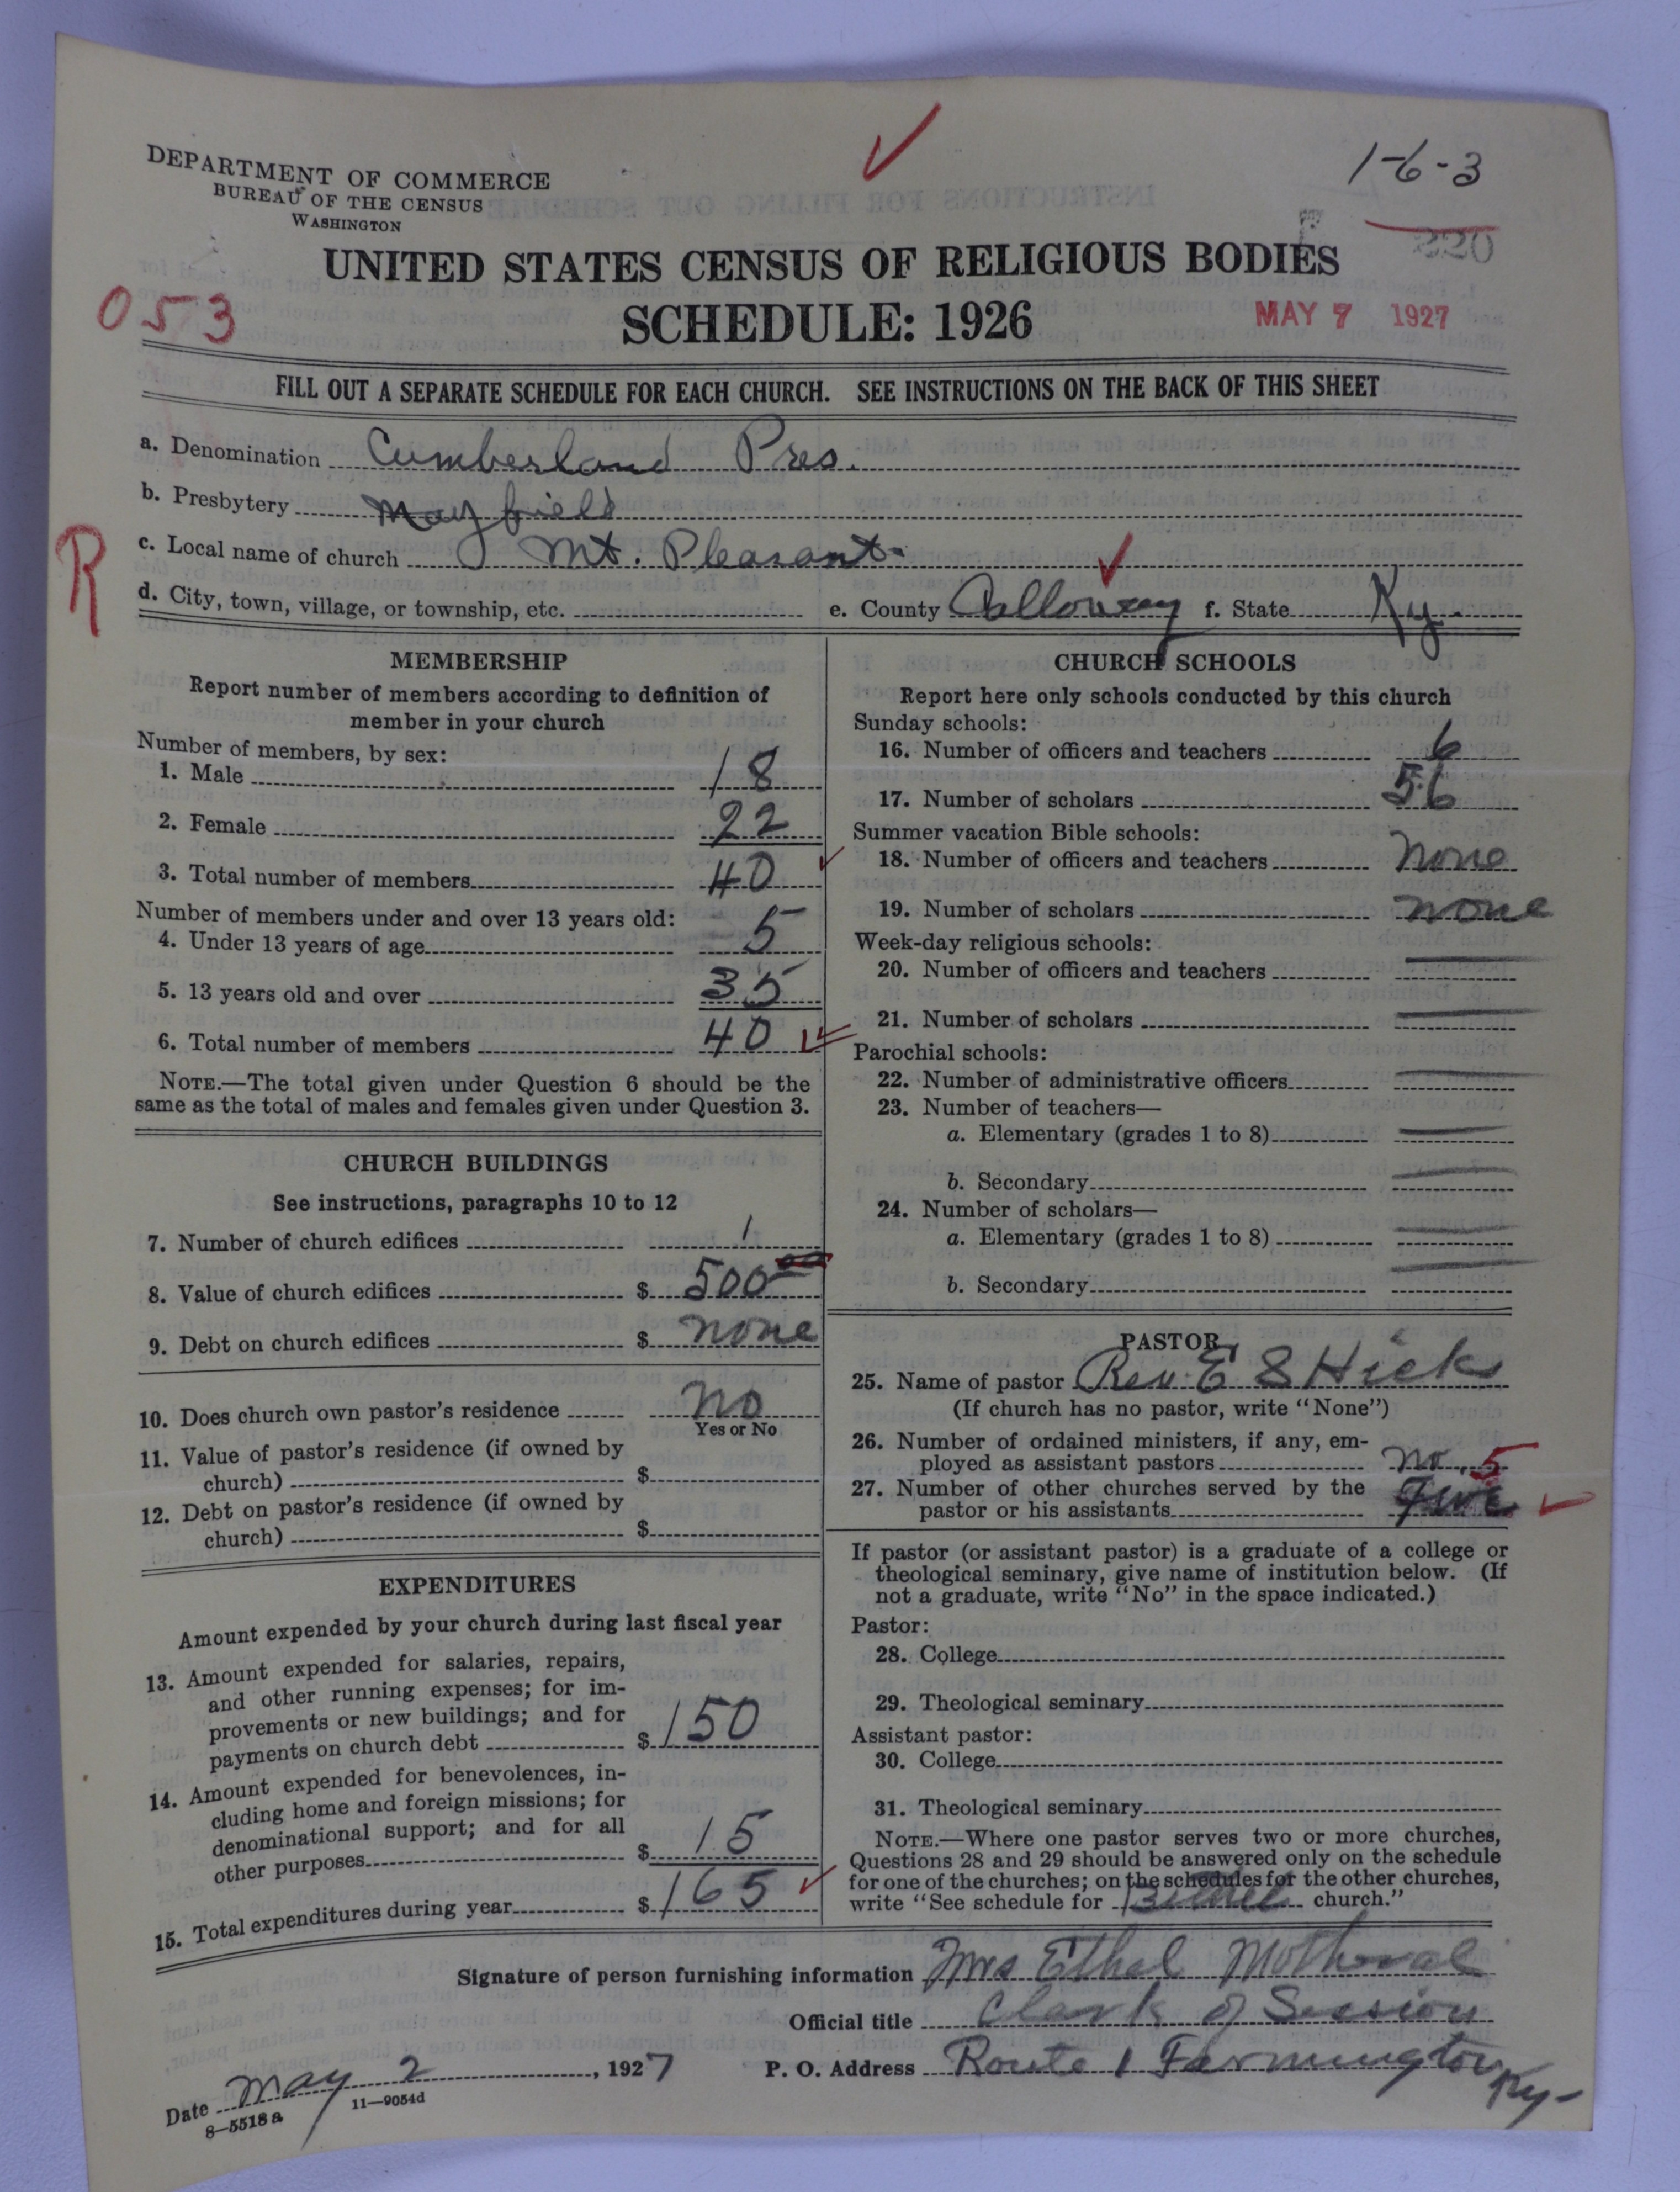 DEPARTMENT OF COMMERCE
BUREAU OF THE CENSUS
WASHINGTON
1-6-3
220
UNITED STATES CENSUS OF RELIGIOUS BODIES
053
SCHEDULE: 1926
MAY 7 1927
FILL OUT A SEPARATE SCHEDULE FOR EACH CHURCH. SEE INSTRUCTIONS ON THE BACK OF THIS SHEET
a. Denomination Cumberland Pres.
b. Presbytery Mayfield
R
c. Local name of church Mt. Pleasant
d. City, town, village, or township, etc. e. County Calloway f. State Ky.
MEMBERSHIP
Report number of members according to definition of
member in your church
Number of members, by sex:
1. Male 18
2. Female 22
3. Total number of members 40
Number of members under and over 13 years old:
4. Under 13 years of age 5
5. 13 years old and over 35
6. Total number of members 40
NOTE.—The total given under Question 6 should be the
same as the total of males and females given under Question 3.
CHURCH BUILDINGS
See instructions, paragraphs 10 to 12
7. Number of church edifices 1
8. Value of church edifices $ 500 00
9. Debt on church edifices $ none
10. Does church own pastor's residence no
Yes or No
11. Value of pastor's residence (if owned by
church) $
12. Debt on pastor's residence (if owned by
church) $
EXPENDITURES
Amount expended by your church during last fiscal year
13. Amount expended for salaries, repairs,
and other running expenses; for im-
provements or new buildings; and for
payments on church debt $ 150
14. Amount expended for benevolences, in-
cluding home and foreign missions; for
denominational support; and for all
other purposes $ 15
15. Total expenditures during year $ 165
CHURCH SCHOOLS
Report here only schools conducted by this church
Sunday schools:
16. Number of officers and teachers 6
17. Number of scholars 56
Summer vacation Bible schools:
18. Number of officers and teachers none
19. Number of scholars none
Week-day religious schools:
20. Number of officers and teachers
21. Number of scholars
Parochial schools:
22. Number of administrative officers
23. Number of teachers—
a. Elementary (grades 1 to 8)
b. Secondary
24. Number of scholars—
a. Elementary (grades 1 to 8)
b. Secondary
PASTOR
25. Name of pastor Rev. E S Hicks
(If church has no pastor, write "None")
26. Number of ordained ministers, if any, em-
ployed as assistant pastors no 5
27. Number of other churches served by the
pastor or his assistants Five
If pastor (or assistant pastor) is a graduate of a college or
theological seminary, give name of institution below. (If
not a graduate, write "No" in the space indicated.)
Pastor:
28. College
29. Theological seminary
Assistant pastor:
30. College
31. Theological seminary
NOTE.—Where one pastor serves two or more churches,
Questions 28 and 29 should be answered only on the schedule
for one of the churches; on the schedules for the other churches,
write "See schedule for Bethel church."
Signature of person furnishing information Mrs Ethel
Official title Clark of Session
Date May 2, 1927 P. O. Address Route 1 Farmington Ky-
8—5518 a 11—9054d